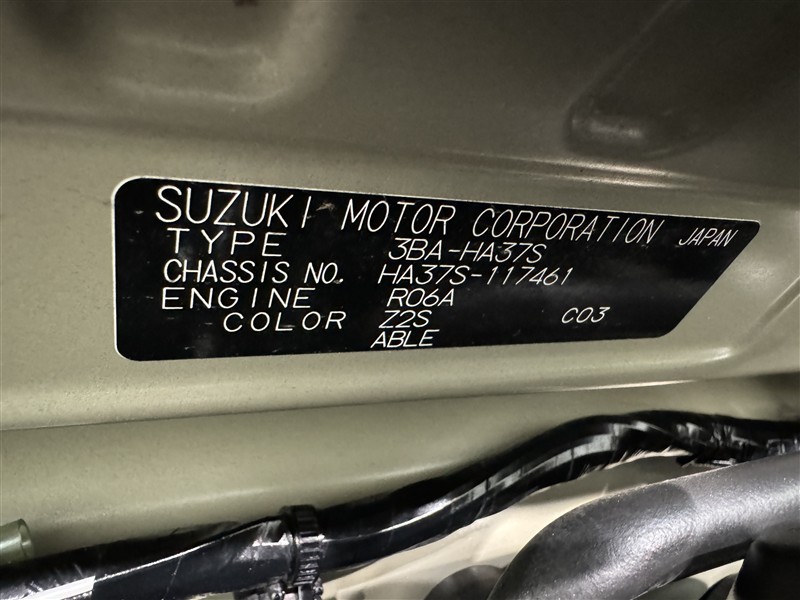 SUZUKI MOTOR CORPORATION JAPAN
TYPE 3BA-HA37S
CHASSIS NO. HA37S-117461
ENGINE R06A
COLOR Z2S C03
ABLE